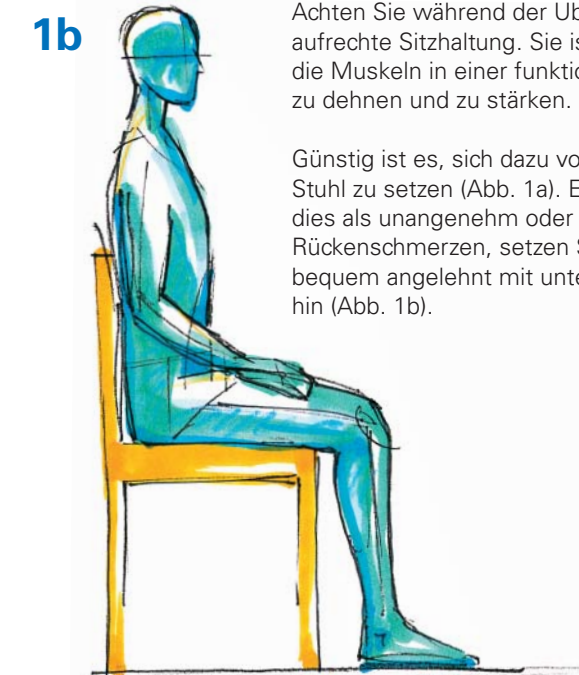 1b
Achten Sie während der
aufrechte Sitzhaltung. Sie
die Muskeln in einer
zu dehnen und zu stärken.
Günstig ist es, sich dazu
Stuhl zu setzen (Abb. 1a).
dies als unangenehm oder
Rückenschmerzen, setzen
bequem angelehnt mit
hin (Abb. 1b).